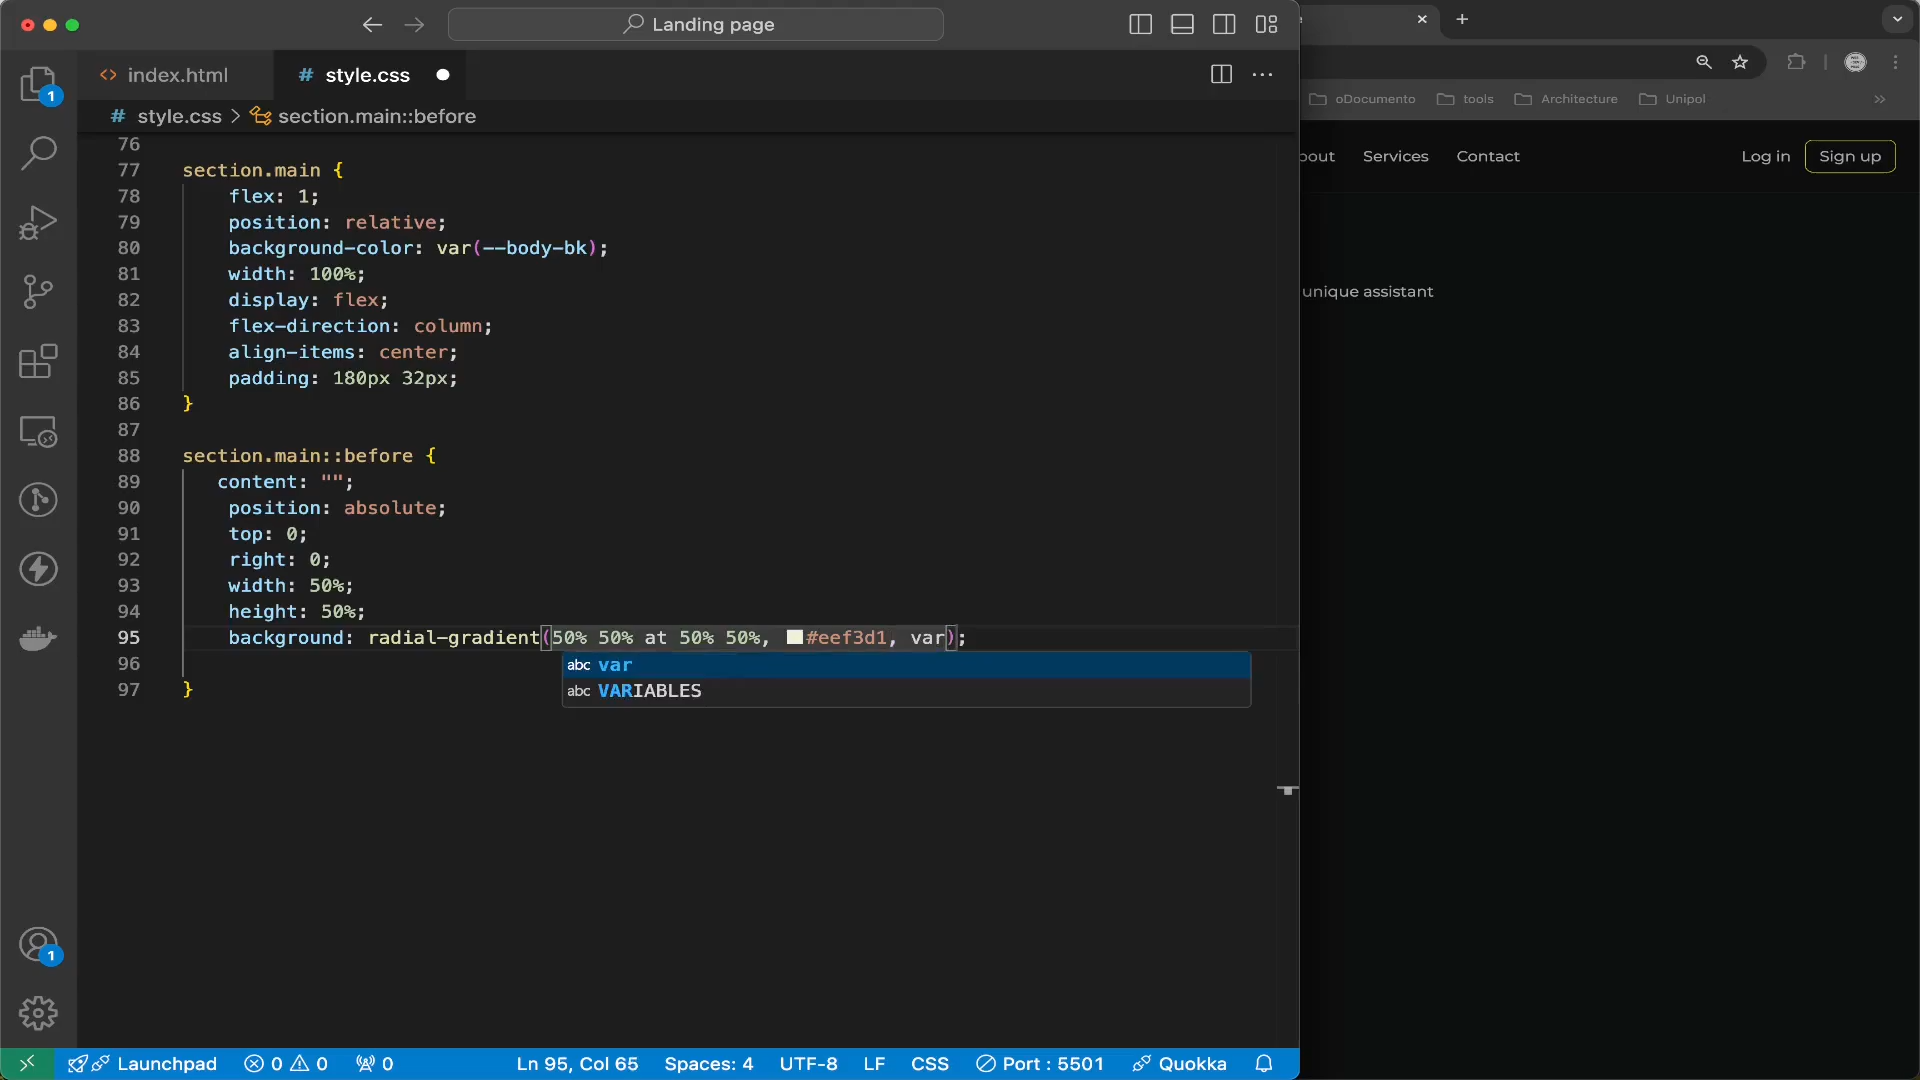 Landing page
index.html
style.css
style.css > section.main::before
76
77 section.main {
78 flex: 1;
79 position: relative;
80 background-color: var(--body-bk);
81 width: 100%;
82 display: flex;
83 flex-direction: column;
84 align-items: center;
85 padding: 180px 32px;
86 }
87
88 section.main::before {
89 content: "";
90 position: absolute;
91 top: 0;
92 right: 0;
93 width: 50%;
94 height: 50%;
95 background: radial-gradient(50% 50% at 50% 50%, #eef3d1, var);
abc var
abc VARIABLES
96
97 }
1
1
Launchpad
0
0
0
Ln 95, Col 65
Spaces: 4
UTF-8
LF
CSS
Port : 5501
Quokka
oDocumento
tools
Architecture
Unipol
Services
Contact
Log in
Sign up
unique assistant